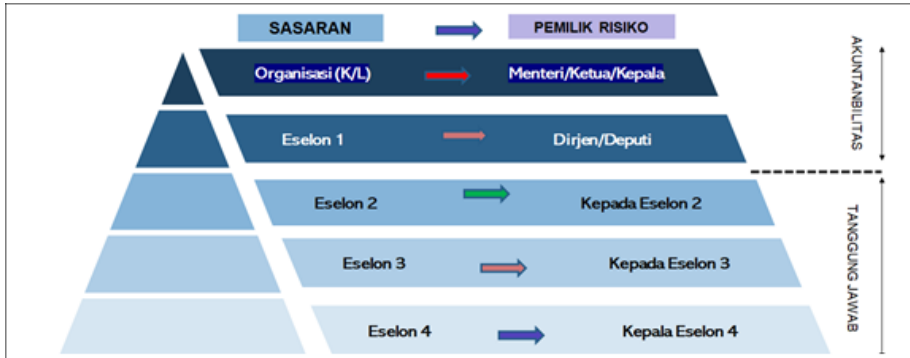 SASARAN PEMILIK RISIKO
Organisasi (K/L) Menteri/Ketua/Kepala
Eselon 1 Dirjen/Deputi
Eselon 2 Kepada Eselon 2
Eselon 3 Kepada Eselon 3
Eselon 4 Kepala Eselon 4
AKUNTANBILITAS
TANGGUNG JAWAB